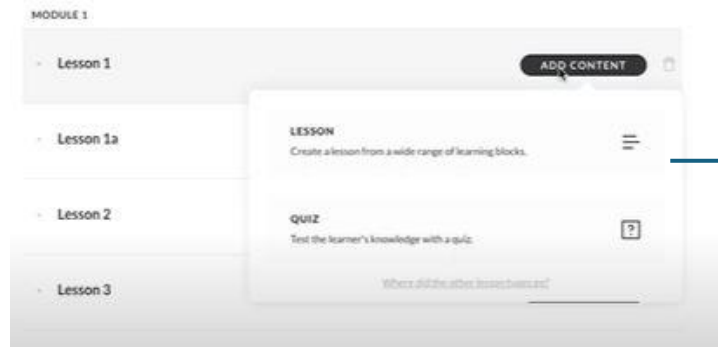 MODULE 1
Lesson 1
ADD CONTENT
LESSON
Create a lesson from a wide range of learning blocks.
Lesson 1a
QUIZ
Test the learner's knowledge with a quiz.
Lesson 2
Where did the other lesson types go?
Lesson 3